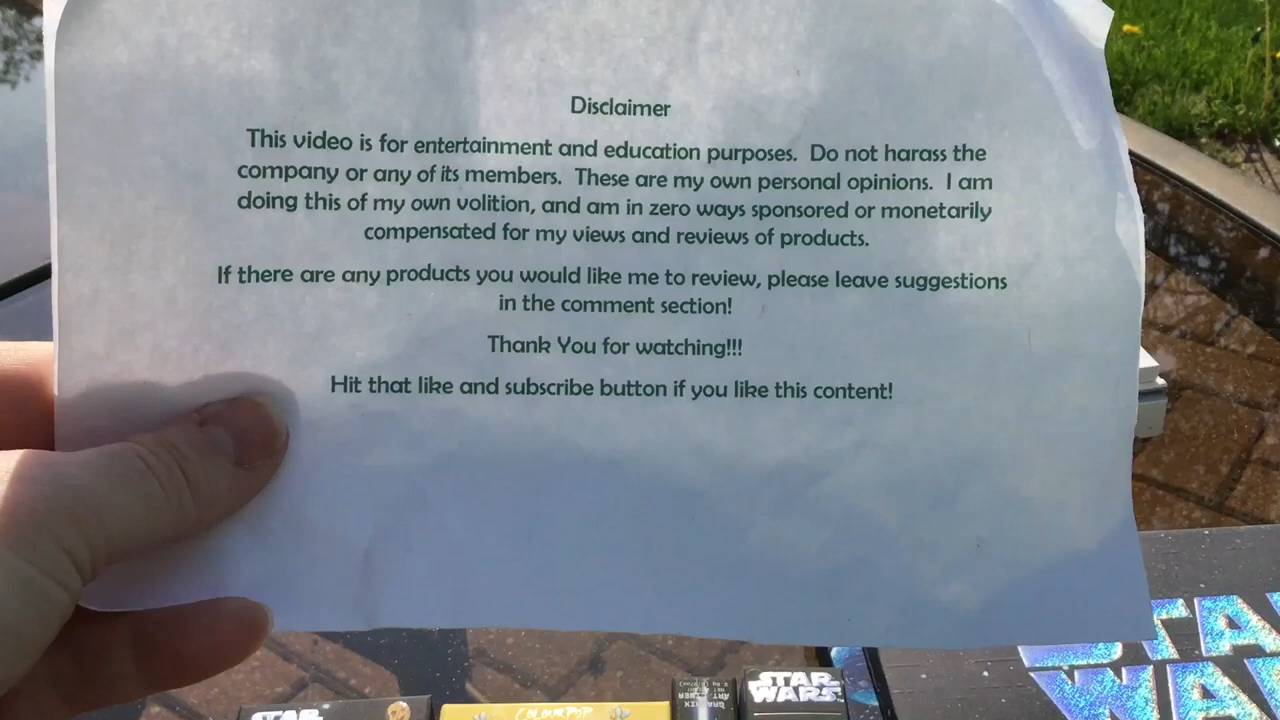 Disclaimer
This video is for entertainment and education purposes.  Do not harass the
company or any of its members.  These are my own personal opinions.  I am
doing this of my own volition, and am in zero ways sponsored or monetarily
compensated for my views and reviews of products.
If there are any products you would like me to review, please leave suggestions
in the comment section!
Thank You for watching!!!
Hit that like and subscribe button if you like this content!
STAR
WARS
STAR
COLOURPOP
STAR
WARS